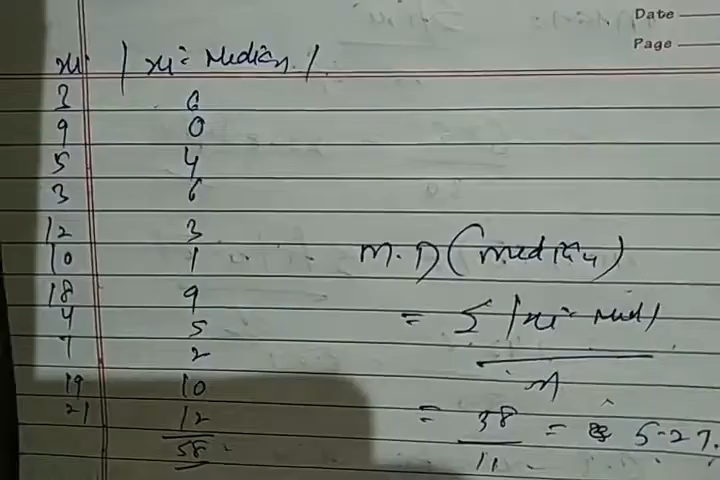 Date
Page
xi | xi - Median |
3 6
9 0
5 4
3 6
12 3
10 1
18 9
4 5
7 2
19 10
21 12
58
M.D (median)
= Σ |xi - Med|
n
= 38 = 5.27.
11